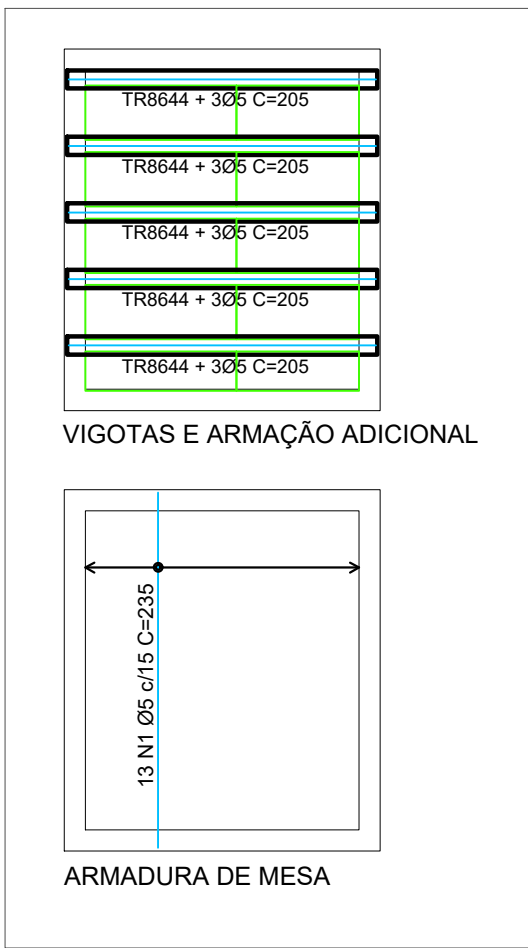 TR8644 + 3Ø5 C=205
TR8644 + 3Ø5 C=205
TR8644 + 3Ø5 C=205
TR8644 + 3Ø5 C=205
TR8644 + 3Ø5 C=205
VIGOTAS E ARMAÇÃO ADICIONAL
13 N1 Ø5 c/15 C=235
ARMADURA DE MESA